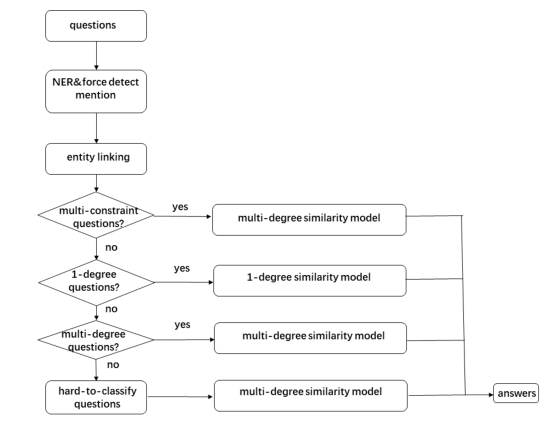 questions
NER&force detect
mention
entity linking
multi-constraint
questions?
yes
multi-degree similarity model
no
1-degree
questions?
yes
1-degree similarity model
no
multi-degree
questions?
yes
multi-degree similarity model
no
hard-to-classify
questions
multi-degree similarity model
answers